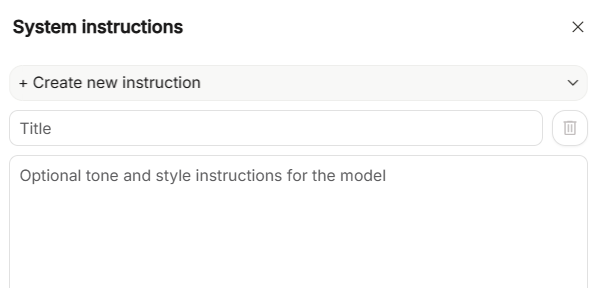 System instructions
+ Create new instruction
Title
Optional tone and style instructions for the model